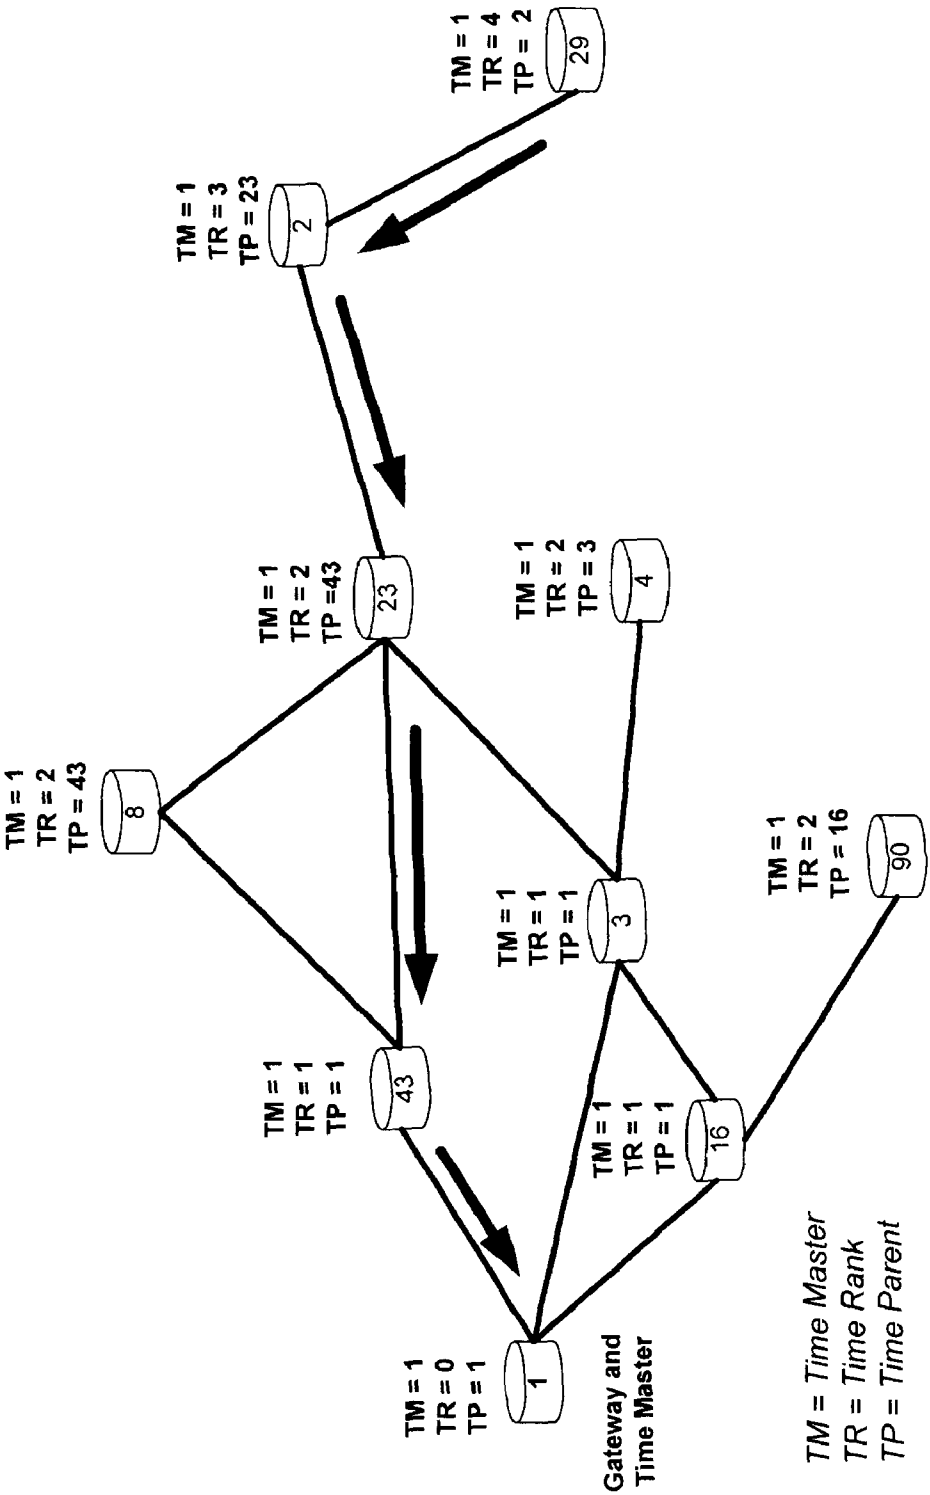 TM = 1
TR = 2
TP = 43
8
TM = 1
TR = 3
TP = 23
2
TM = 1
TR = 4
TP = 2
29
TM = 1
TR = 2
TP =43
23
TM = 1
TR = 1
TP = 1
43
TM = 1
TR = 2
TP = 3
4
TM = 1
TR = 1
TP = 1
3
TM = 1
TR = 0
TP = 1
1
Gateway and
Time Master
TM = 1
TR = 1
TP = 1
16
TM = 1
TR = 2
TP = 16
90
TM = Time Master
TR = Time Rank
TP = Time Parent